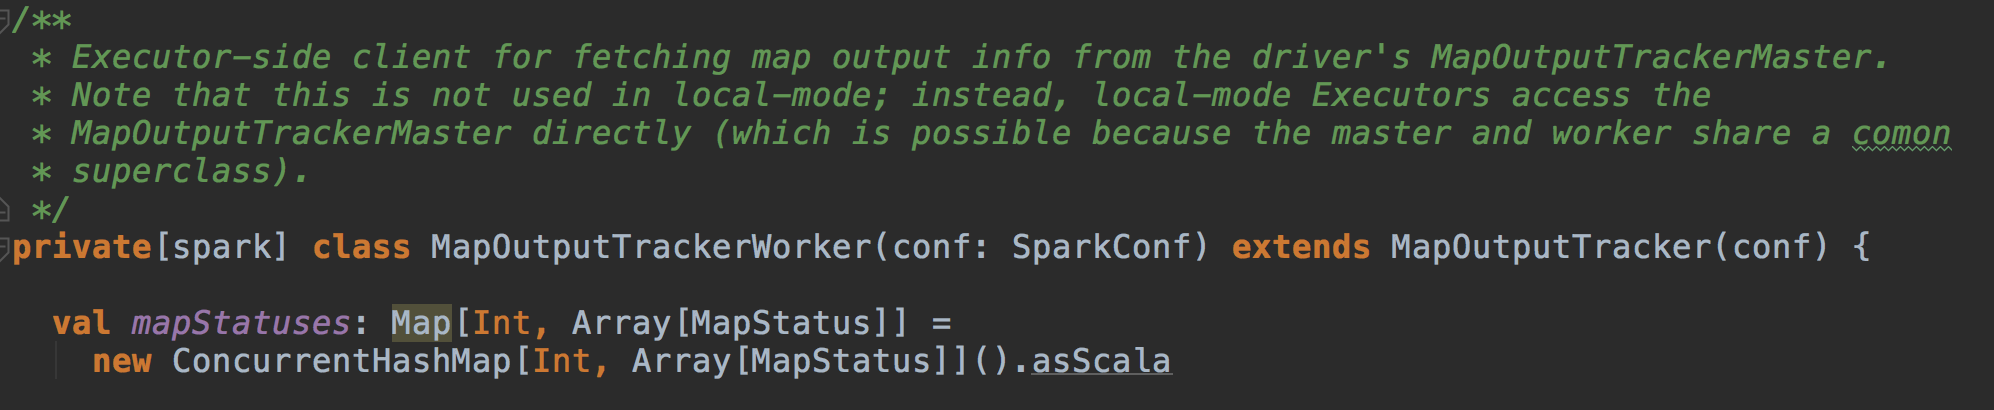 /**
 * Executor-side client for fetching map output info from the driver's MapOutputTrackerMaster.
 * Note that this is not used in local-mode; instead, local-mode Executors access the
 * MapOutputTrackerMaster directly (which is possible because the master and worker share a comon
 * superclass).
 */
private[spark] class MapOutputTrackerWorker(conf: SparkConf) extends MapOutputTracker(conf) {
  val mapStatuses: Map[Int, Array[MapStatus]] =
    new ConcurrentHashMap[Int, Array[MapStatus]]().asScala